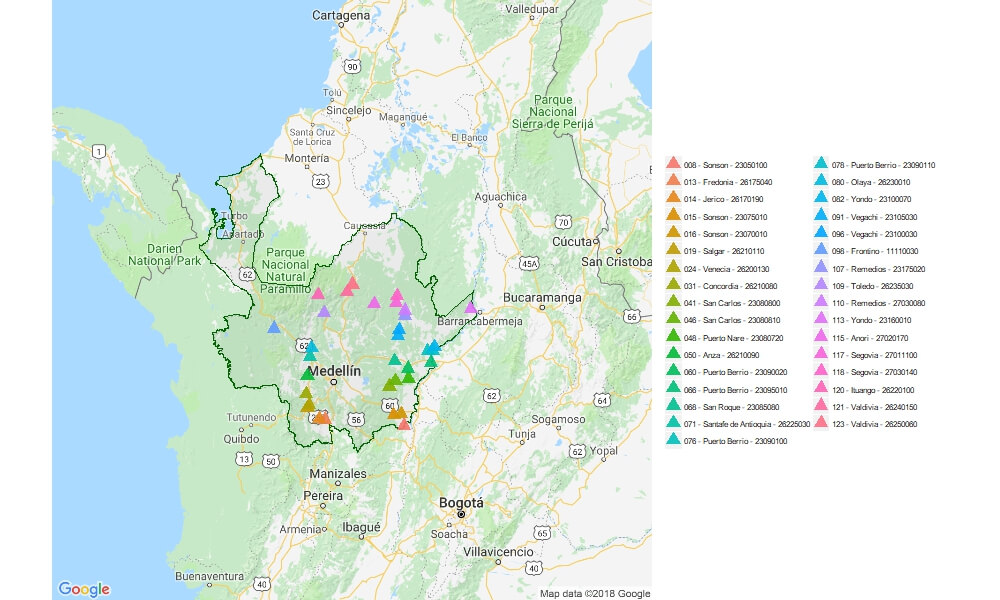 Cartagena
Valledupar
90
Tolú
Sincelejo
Magangué
Parque
Nacional
Sierra de Perijá
Santa Cruz
de Lorica
El Banco
1
Montería
23
Aguachica
Turbo
Apartadó
Caucasia
70
Cúcuta
Darien
National Park
Parque
Nacional
Natural
Paramillo
62
45A
San Cristoba
Bucaramanga
Barrancabermeja
66
62
Medellín
62
64
60
56
Tutunendo
Quibdo
Sogamoso
Tunja
62
Yopal
13
50
Manizales
Pereira
Bogotá
Armenia
Ibagué
Soacha
65
Villavicencio
40
Buenaventura
40
Google
Map data ©2018 Google
008 - Sonson - 23050100
013 - Fredonia - 26175040
014 - Jerico - 26170190
015 - Sonson - 23075010
016 - Sonson - 23070010
019 - Salgar - 26210110
024 - Venecia - 26200130
031 - Concordia - 26210080
041 - San Carlos - 23080800
046 - San Carlos - 23080810
048 - Puerto Nare - 23080720
050 - Anza - 26210090
060 - Puerto Berrio - 23090020
066 - Puerto Berrio - 23095010
068 - San Roque - 23085080
071 - Santafe de Antioquia - 26225030
076 - Puerto Berrio - 23090100
078 - Puerto Berrio - 23090110
080 - Olaya - 26230010
082 - Yondo - 23100070
091 - Vegachi - 23105030
096 - Vegachi - 23100030
098 - Frontino - 11110030
107 - Remedios - 23175020
109 - Toledo - 26235030
110 - Remedios - 27030080
113 - Yondo - 23160010
115 - Anori - 27020170
117 - Segovia - 27011100
118 - Segovia - 27030140
120 - Ituango - 26220100
121 - Valdivia - 26240150
123 - Valdivia - 26250060